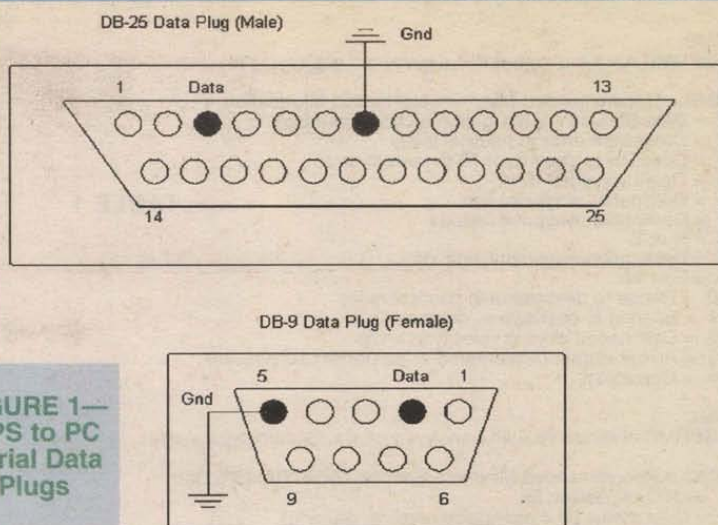 DB-25 Data Plug (Male)
Gnd
1 Data 13
14 25
DB-9 Data Plug (Female)
5 Data 1
Gnd
9 6
GURE 1—
PS to PC
rial Data
Plugs